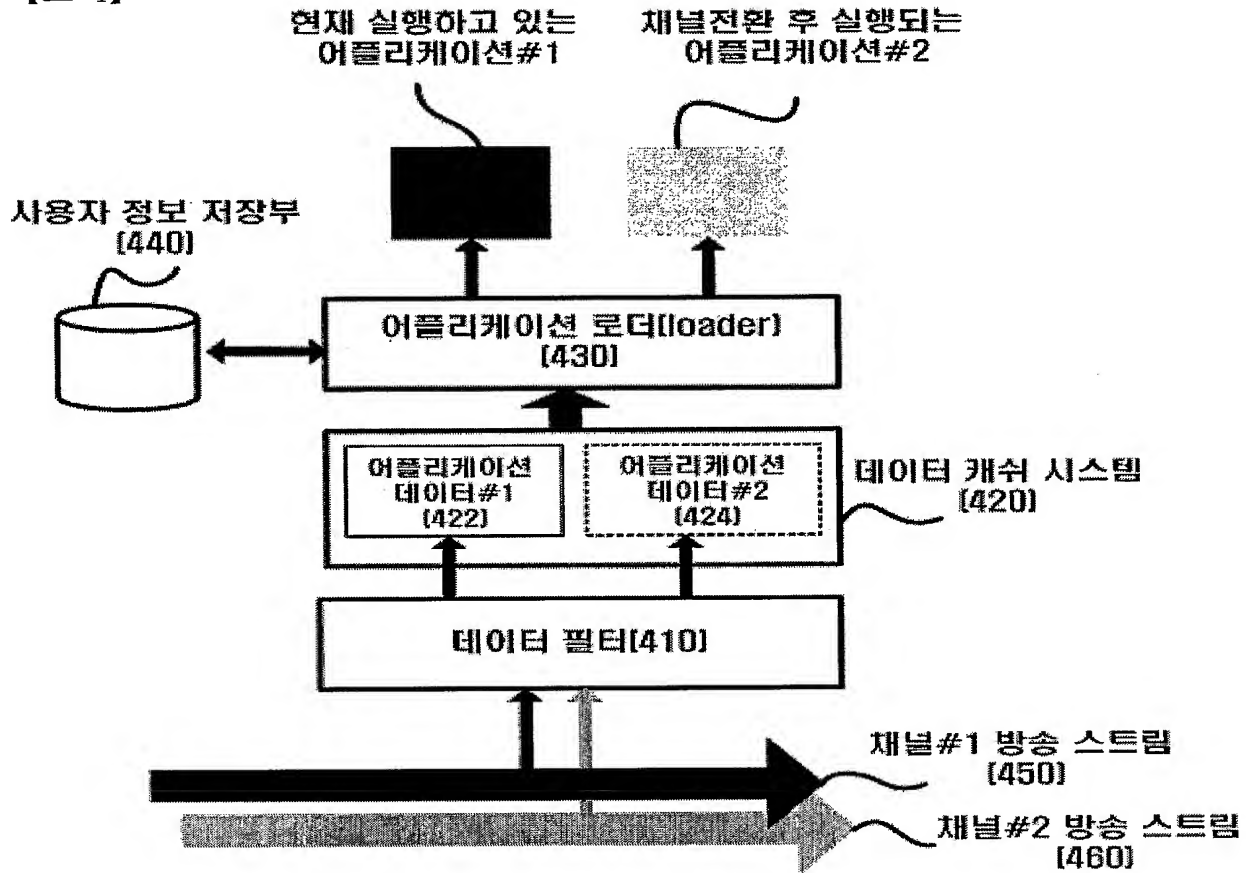 현재 실행하고 있는
어플리케이션#1
채널전환 후 실행되는
어플리케이션#2
사용자 정보 저장부
[440]
어플리케이션 로더(loader)
[430]
어플리케이션
데이터#1
[422]
어플리케이션
데이터#2
[424]
데이터 캐쉬 시스템
[420]
데이터 필터[410]
채널#1 방송 스트림
[450]
채널#2 방송 스트림
[460]